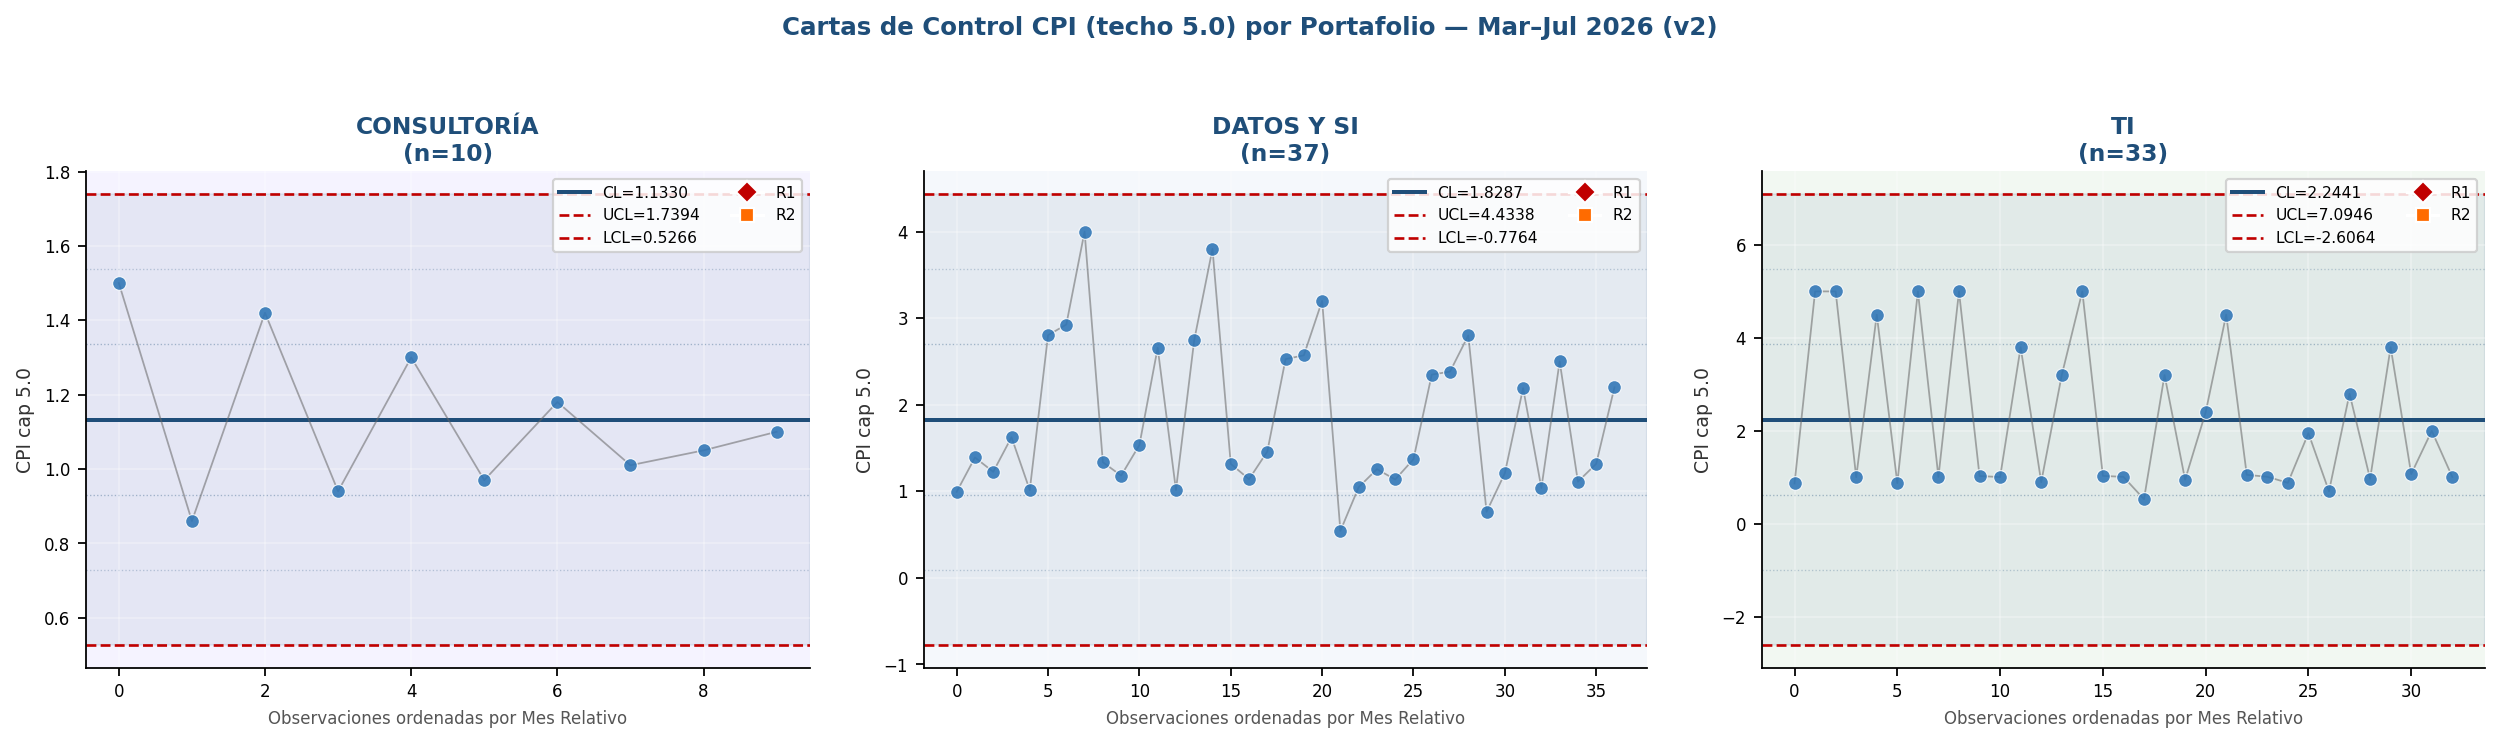 Cartas de Control CPI (techo 5.0) por Portafolio — Mar–Jul 2026 (v2)
CONSULTORÍA
(n=10)
CPI cap 5.0
1.8
1.6
1.4
1.2
1.0
0.8
0.6
CL=1.1330
UCL=1.7394
LCL=0.5266
R1
R2
0 2 4 6 8
Observaciones ordenadas por Mes Relativo
DATOS Y SI
(n=37)
CPI cap 5.0
4
3
2
1
0
−1
CL=1.8287
UCL=4.4338
LCL=-0.7764
R1
R2
0 5 10 15 20 25 30 35
Observaciones ordenadas por Mes Relativo
TI
(n=33)
CPI cap 5.0
6
4
2
0
−2
CL=2.2441
UCL=7.0946
LCL=-2.6064
R1
R2
0 5 10 15 20 25 30
Observaciones ordenadas por Mes Relativo